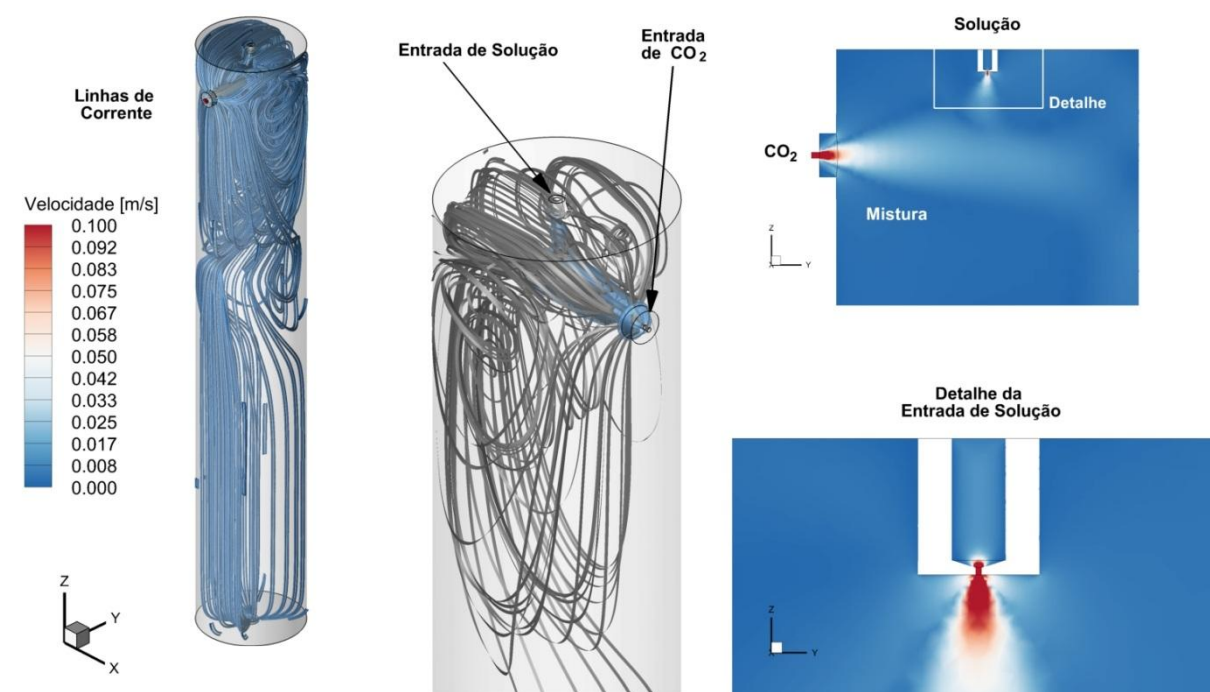 Linhas de
Corrente
Velocidade [m/s]
0.100
0.092
0.083
0.075
0.067
0.058
0.050
0.042
0.033
0.025
0.017
0.008
0.000
Z
Y
X
Entrada de Solução
Entrada
de CO₂
Solução
Detalhe
CO₂
Mistura
Z
X
Y
Detalhe da
Entrada de Solução
Z
X
Y